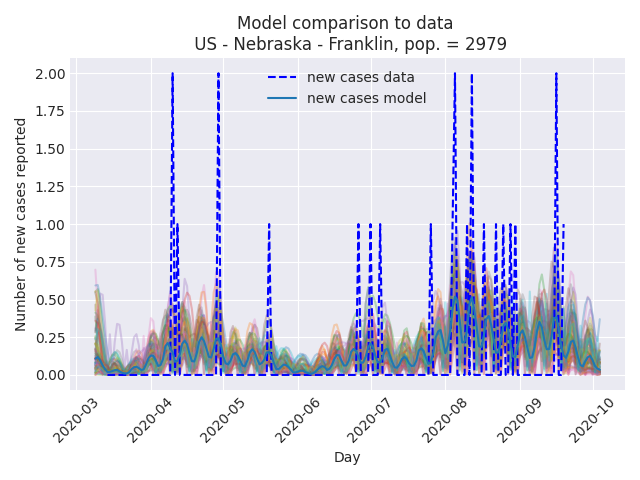 Model comparison to data
US - Nebraska - Franklin, pop. = 2979
new cases data
new cases model
Number of new cases reported
2.00
1.75
1.50
1.25
1.00
0.75
0.50
0.25
0.00
2020-03
2020-04
2020-05
2020-06
2020-07
2020-08
2020-09
2020-10
Day